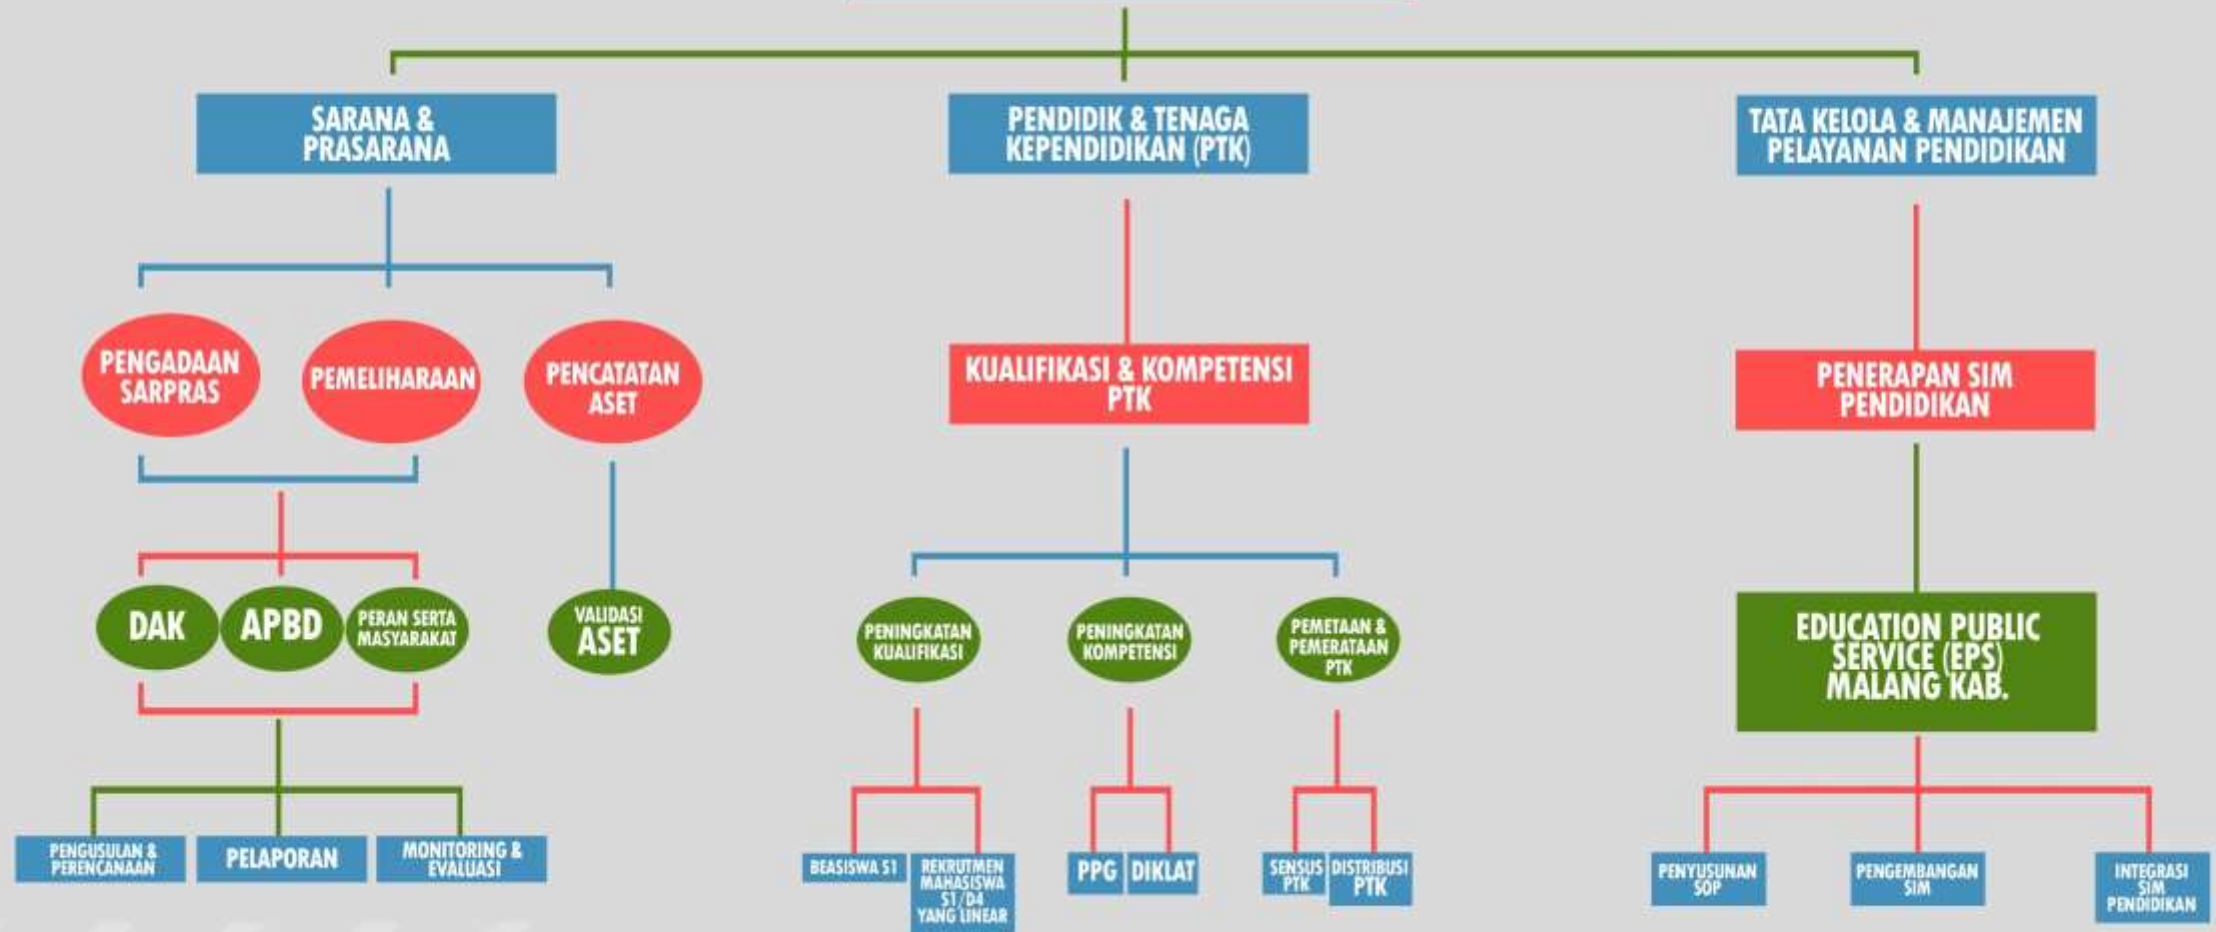 SARANA &
PRASARANA
PENDIDIK & TENAGA
KEPENDIDIKAN (PTK)
TATA KELOLA & MANAJEMEN
PELAYANAN PENDIDIKAN
PENGADAAN
SARPRAS
PEMELIHARAAN
PENCATATAN
ASET
KUALIFIKASI & KOMPETENSI
PTK
PENERAPAN SIM
PENDIDIKAN
DAK
APBD
PERAN SERTA
MASYARAKAT
VALIDASI
ASET
PENINGKATAN
KUALIFIKASI
PENINGKATAN
KOMPETENSI
PEMETAAN &
PEMERATAAN
PTK
EDUCATION PUBLIC
SERVICE (EPS)
MALANG KAB.
PENGUSULAN &
PERENCANAAN
PELAPORAN
MONITORING &
EVALUASI
BEASISWA S1
REKRUTMEN
MAHASISWA
S1/D4
YANG LINEAR
PPG
DIKLAT
SENSUS
PTK
DISTRIBUSI
PTK
PENYUSUNAN
SOP
PENGEMBANGAN
SIM
INTEGRASI
SIM
PENDIDIKAN